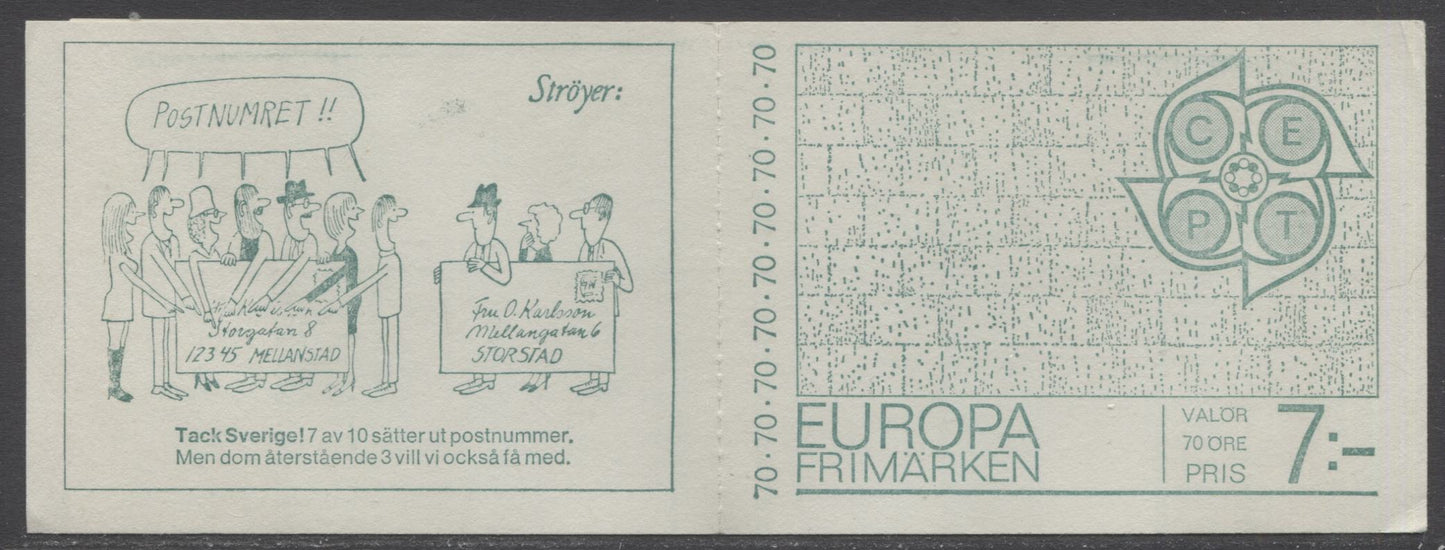 Ströyer:
POSTNUMRET !!
Storgatan 8
123 45 MELLANSTAD
Fru O. Karlsson
Mellangatan 6
STORSTAD
Tack Sverige! 7 av 10 sätter ut postnummer.
Men dom återstående 3 vill vi också få med.
70·70·70·70·70·70·70·70·70
C E
P T
EUROPA
FRIMÄRKEN
VALÖR
70 ÖRE
PRIS
7:-